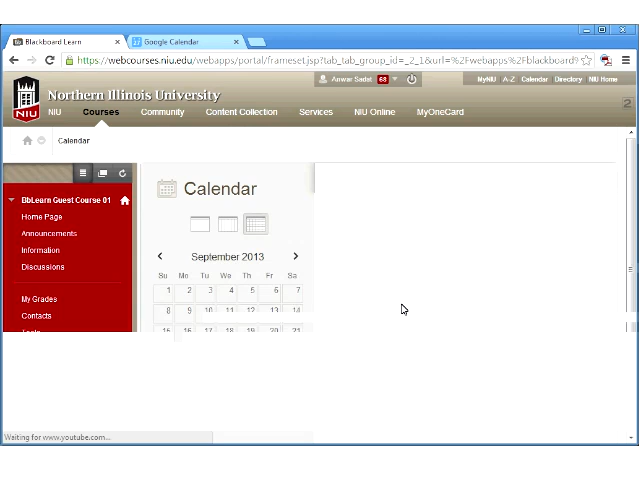 Blackboard Learn
Google Calendar
https://webcourses.niu.edu/webapps/portal/frameset.jsp?tab_tab_group_id=_2_1&url=%2Fwebapps%2Fblackboard%
Anwar Sadat 68
MyNIU A-Z Calendar Directory NIU Home
Northern Illinois University
NIU
NIU Courses Community Content Collection Services NIU Online MyOneCard
2
Calendar
BbLearn Guest Course 01
Home Page
Announcements
Information
Discussions
My Grades
Contacts
Tools
Calendar
September 2013
Su Mo Tu We Th Fr Sa
1 2 3 4 5 6 7
8 9 10 11 12 13 14
15 16 17 18 19 20 21
Waiting for www.youtube.com...